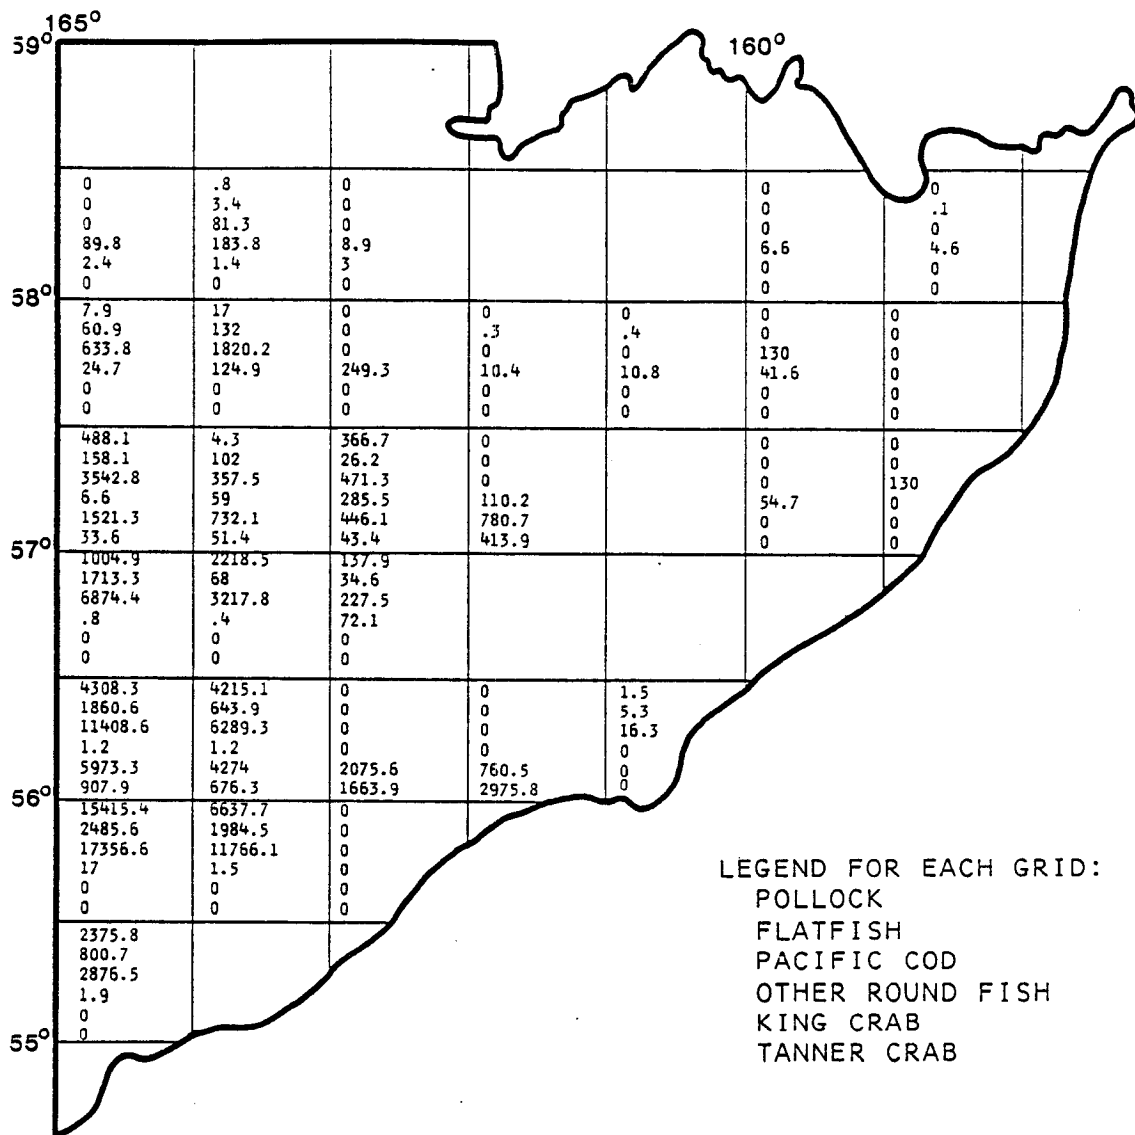 165°
59° 160°
0 .8 0 0 0
0 3.4 0 0 .1
0 81.3 0 0 0
89.8 183.8 8.9 6.6 4.6
2.4 1.4 3 0 0
0 0 0 0 0
58°
7.9 17 0 0 0 0 0
60.9 132 0 .3 .4 0 0
633.8 1820.2 0 0 0 130 0
24.7 124.9 249.3 10.4 10.8 41.6 0
0 0 0 0 0 0 0
0 0 0 0 0 0 0
488.1 4.3 366.7 0 0 0
158.1 102 26.2 0 0 0
3542.8 357.5 471.3 0 0 130
6.6 59 285.5 110.2 54.7 0
1521.3 732.1 446.1 780.7 0 0
33.6 51.4 43.4 413.9 0 0
57°
1004.9 2218.5 137.9
1713.3 68 34.6
6874.4 3217.8 227.5
.8 .4 72.1
0 0 0
0 0 0
4308.3 4215.1 0 0 1.5
1860.6 643.9 0 0 5.3
11408.6 6289.3 0 0 16.3
1.2 1.2 0 0 0
5973.3 4274 2075.6 760.5 0
907.9 676.3 1663.9 2975.8 0
56°
15415.4 6637.7 0
2485.6 1984.5 0
17356.6 11766.1 0
17 1.5 0
0 0 0
0 0 0
2375.8
800.7
2876.5
1.9
0
0
55°
LEGEND FOR EACH GRID:
POLLOCK
FLATFISH
PACIFIC COD
OTHER ROUND FISH
KING CRAB
TANNER CRAB